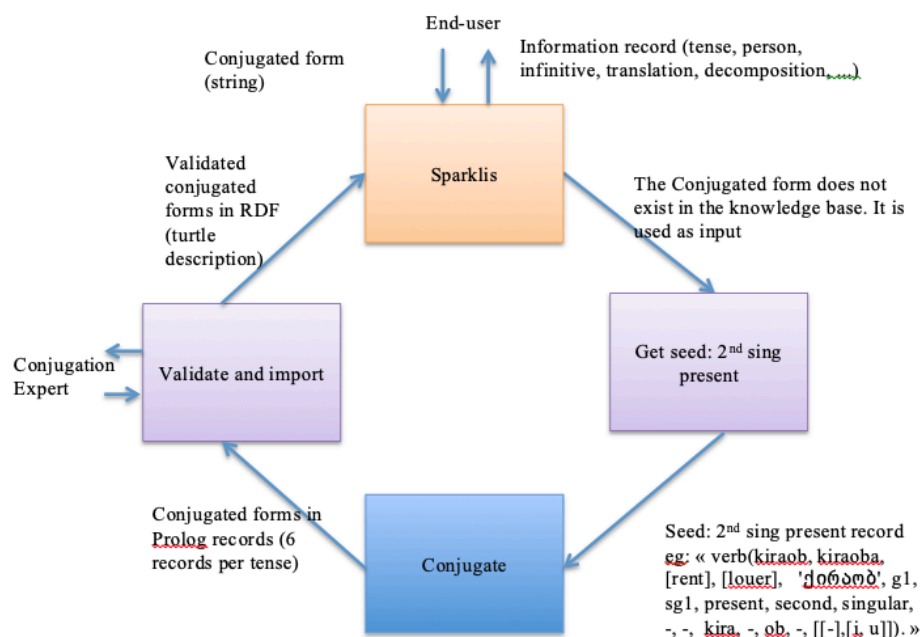 End-user
Conjugated form
(string)
Information record (tense, person,
infinitive, translation, decomposition, ...)
Sparklis
Validated
conjugated
forms in RDF
(turtle
description)
The Conjugated form does not
exist in the knowledge base. It is
used as input
Conjugation
Expert
Validate and import
Get seed: 2nd sing
present
Conjugated forms in
Prolog records (6
records per tense)
Conjugate
Seed: 2nd sing present record
eg: « verb(kiraob, kiraoba,
[rent], [louer], 'ქირაობ', g1,
sg1, present, second, singular,
-, -, kira, -, ob, -, [[-],[i, u]]). »